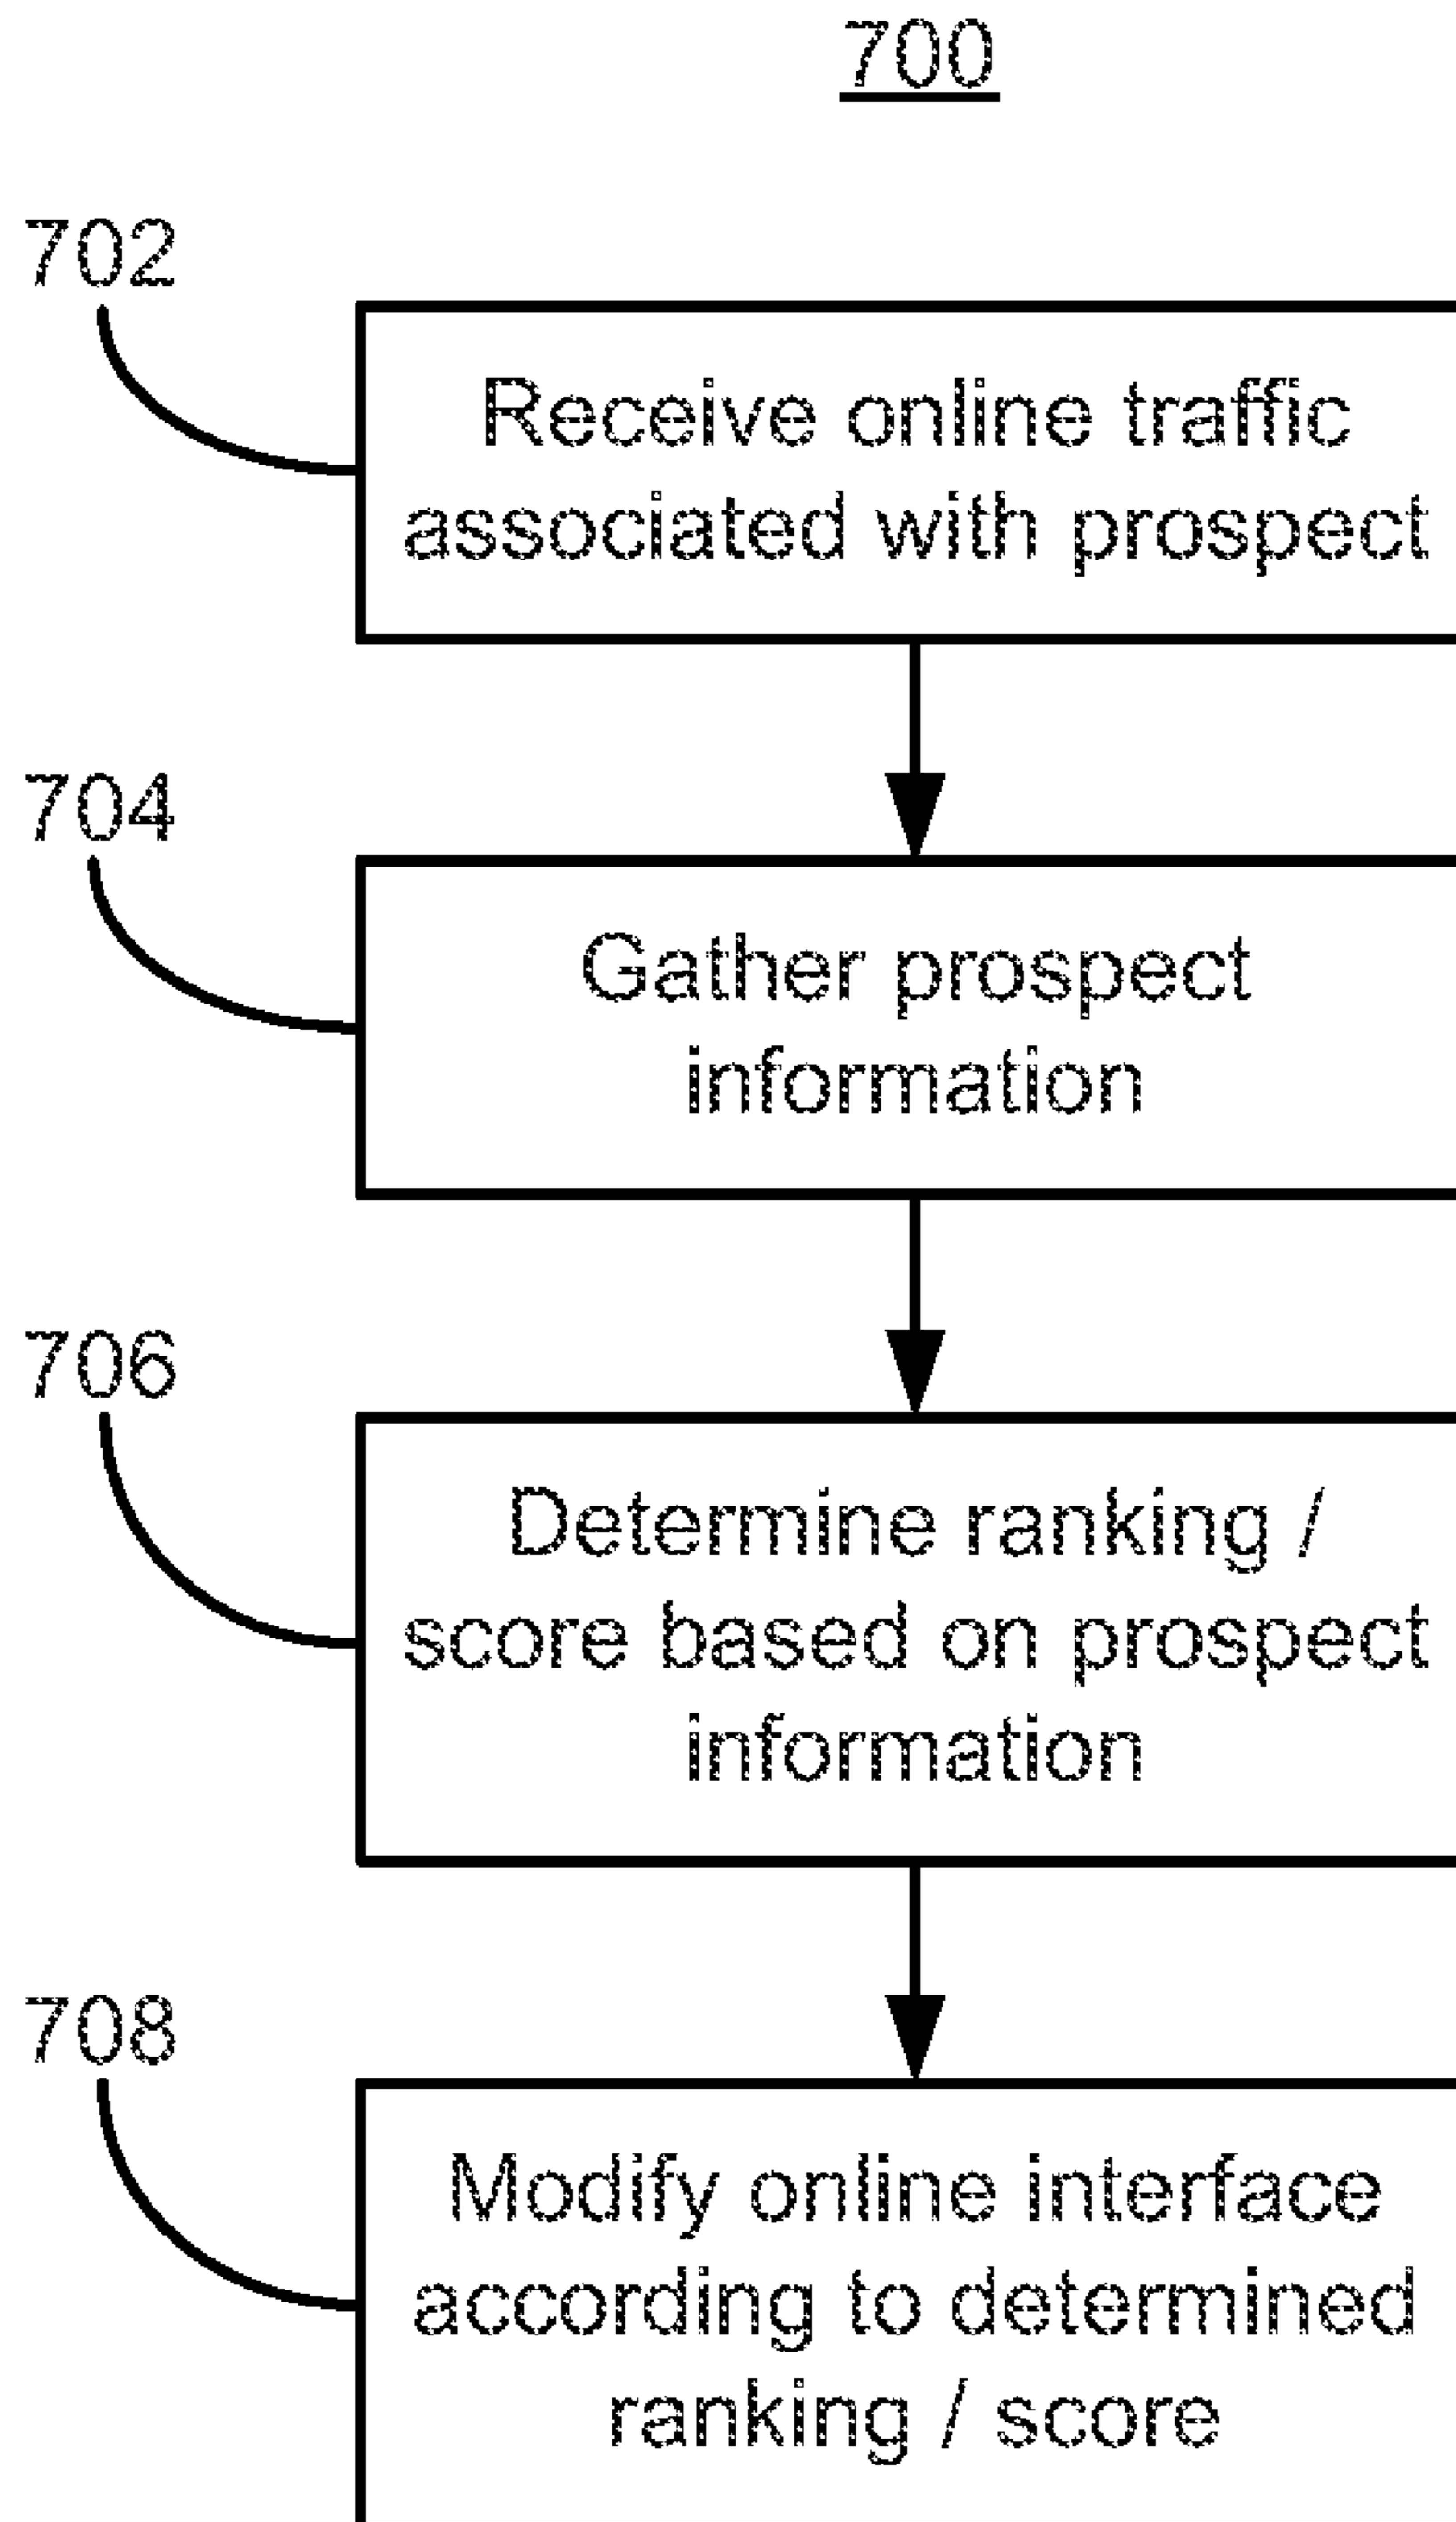 700
702
Receive online traffic
associated with prospect
704
Gather prospect
information
706
Determine ranking /
score based on prospect
information
708
Modify online interface
according to determined
ranking / score